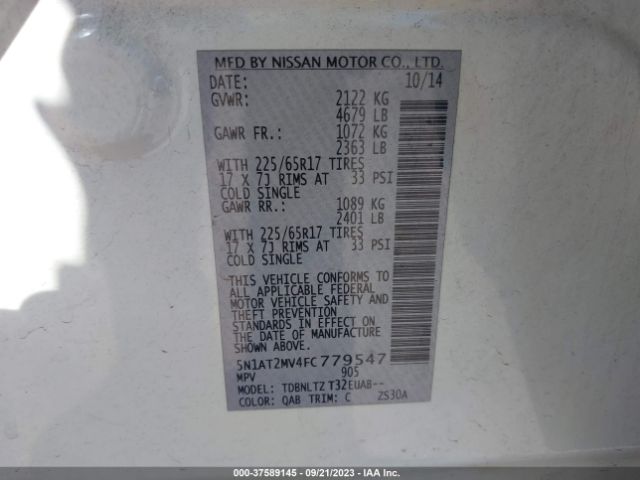 MFD BY NISSAN MOTOR CO., LTD.
DATE: 10/14
GVWR: 2122 KG
4679 LB
GAWR FR.: 1072 KG
2363 LB
WITH 225/65R17 TIRES
17 X 7J RIMS AT 33 PSI
COLD SINGLE
GAWR RR.: 1089 KG
2401 LB
WITH 225/65R17 TIRES
17 X 7J RIMS AT 33 PSI
COLD SINGLE
THIS VEHICLE CONFORMS TO
ALL APPLICABLE FEDERAL
MOTOR VEHICLE SAFETY AND
THEFT PREVENTION
STANDARDS IN EFFECT ON
THE DATE OF MANUFACTURE
SHOWN ABOVE.
5N1AT2MV4FC779547
MPV 905
MODEL: TDBNLTZ T32EUAB--
COLOR: QAB TRIM: C ZS30A
000-37589145 - 09/21/2023 - IAA Inc.